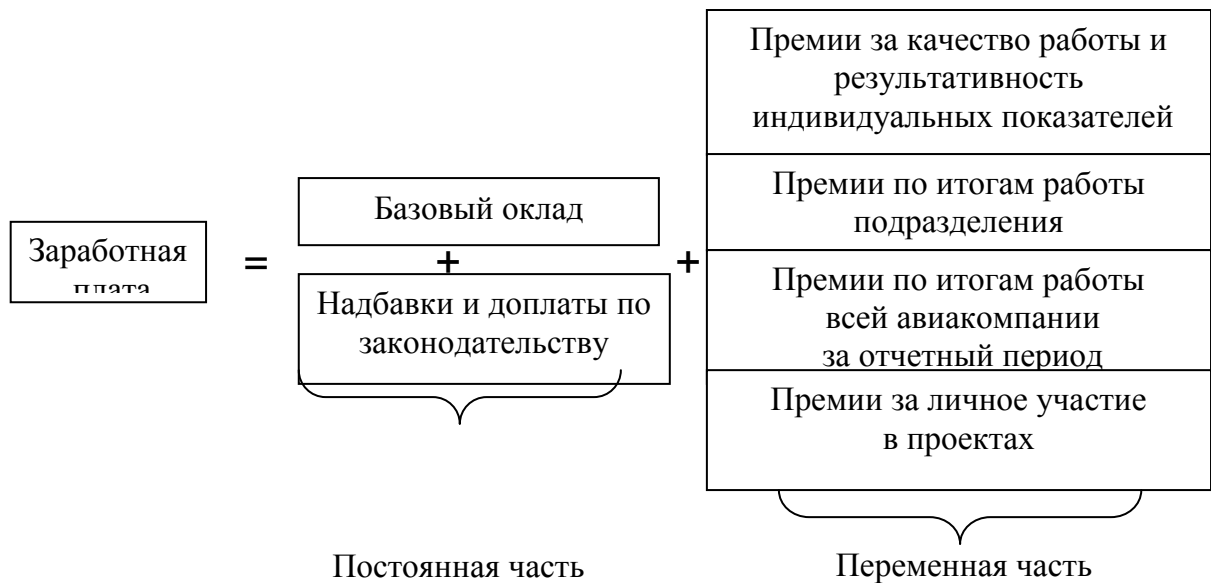 Заработная
плата
=
Базовый оклад
+
Надбавки и доплаты по
законодательству
+
Премии за качество работы и
результативность
индивидуальных показателей
Премии по итогам работы
подразделения
Премии по итогам работы
всей авиакомпании
за отчетный период
Премии за личное участие
в проектах
Постоянная часть
Переменная часть